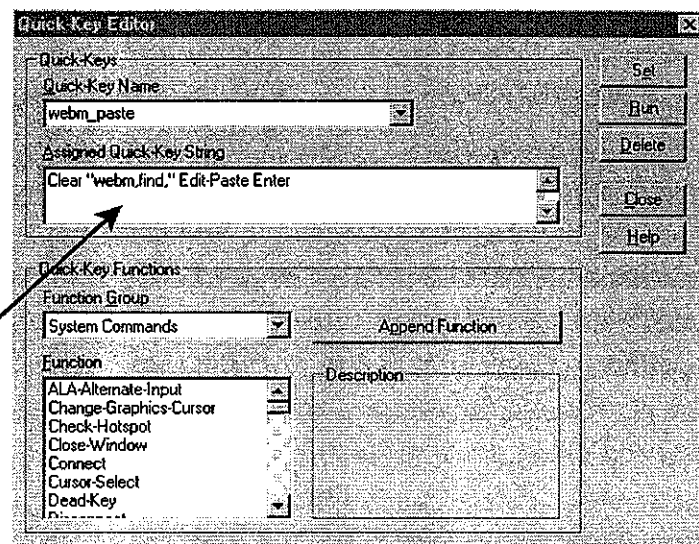 Quick Key Editor
Quick-Keys
Quick-Key Name
webm_paste
Assigned Quick-Key String
Clear "webm,find," Edit-Paste Enter
Set
Run
Delete
Close
Help
Quick-Key Functions
Function Group
System Commands
Append Function
Function
ALA-Alternate-Input
Change-Graphics-Cursor
Check-Hotspot
Close-Window
Connect
Cursor-Select
Dead-Key
Description